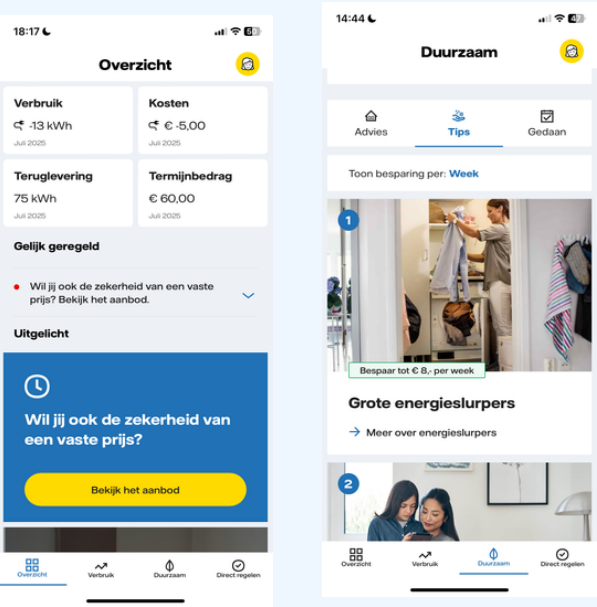 18:17
Overzicht
Verbruik
-13 kWh
Juli 2025
Kosten
€ -5,00
Juli 2025
Teruglevering
75 kWh
Juli 2025
Termijnbedrag
€ 60,00
Juli 2025
Gelijk geregeld
Wil jij ook de zekerheid van een vaste
prijs? Bekijk het aanbod.
Uitgelicht
Wil jij ook de zekerheid van
een vaste prijs?
Bekijk het aanbod
Overzicht
Verbruik
Duurzaam
Direct regelen
14:44
Duurzaam
Advies
Tips
Gedaan
Toon besparing per: Week
1
Bespaar tot € 8,- per week
Grote energieslurpers
Meer over energieslurpers
2
Overzicht
Verbruik
Duurzaam
Direct regelen